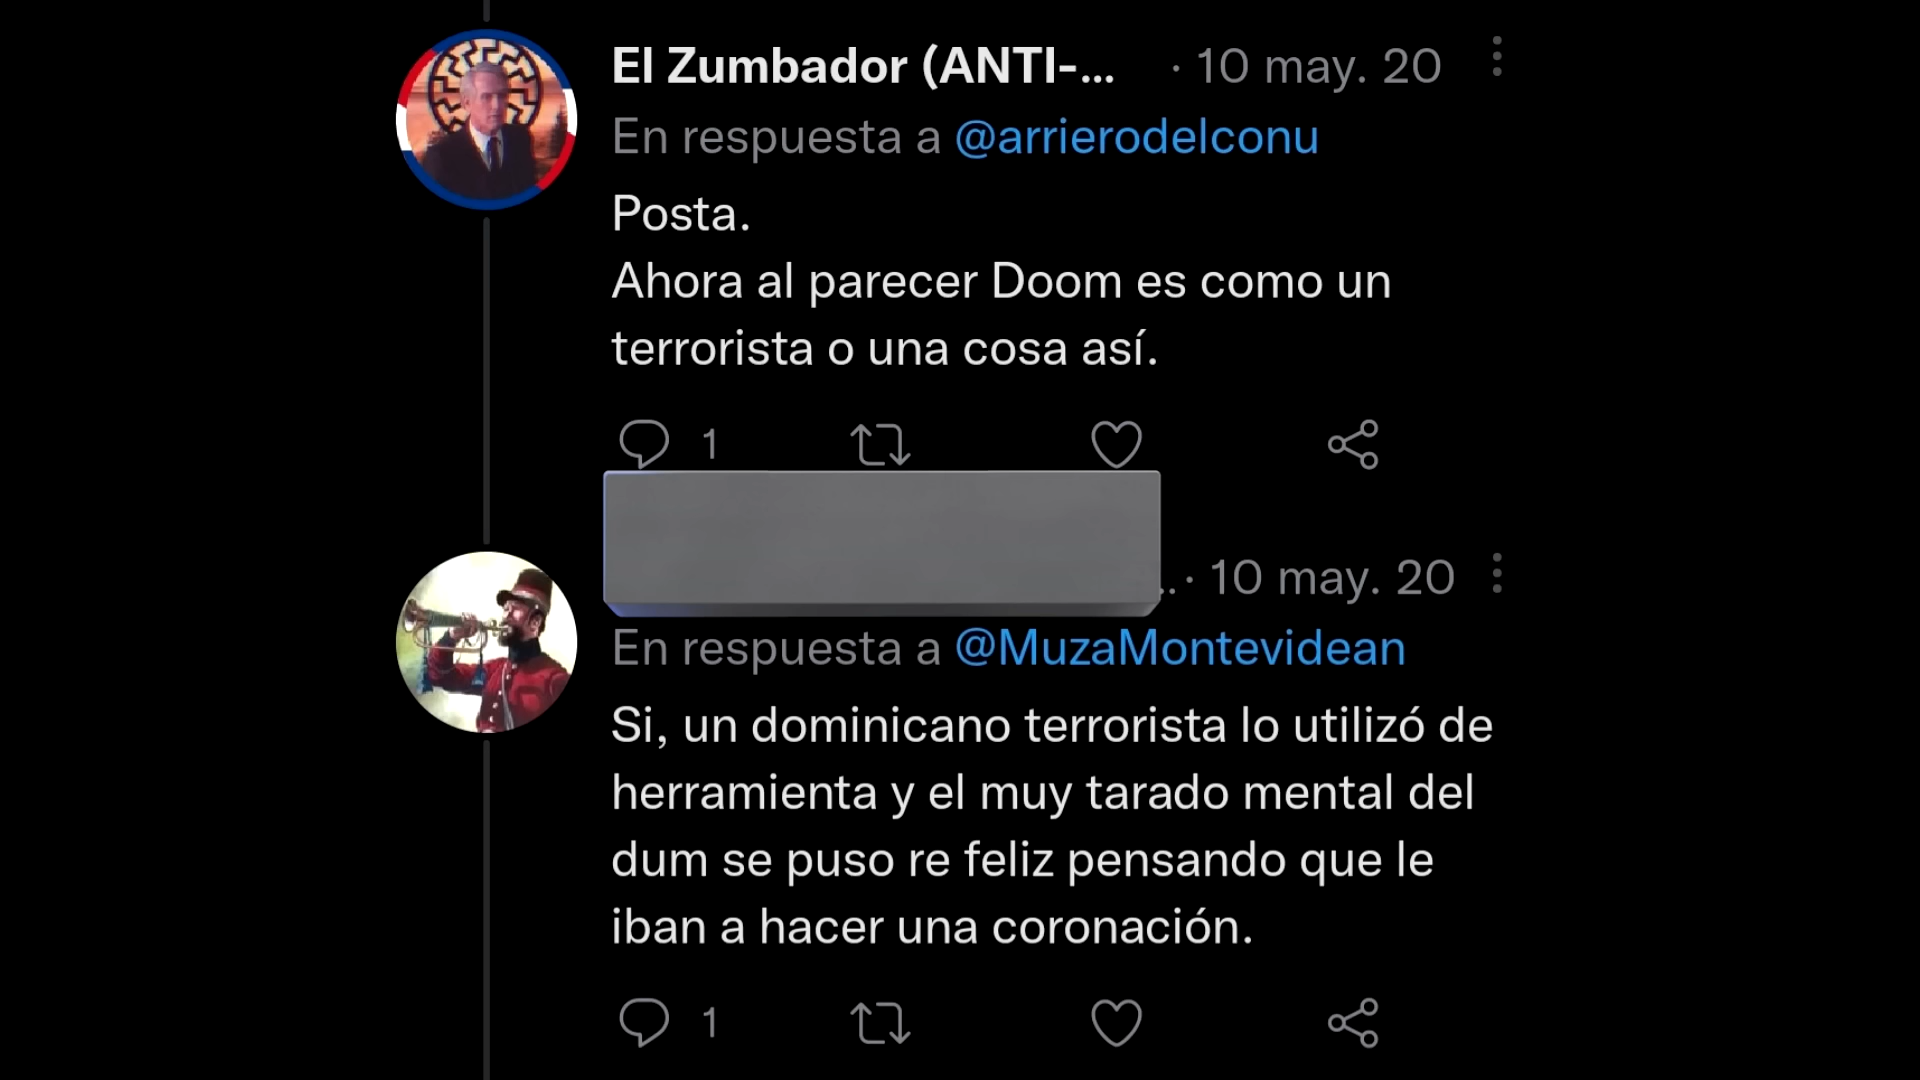 El Zumbador (ANTI-... · 10 may. 20
En respuesta a @arrierodelconu
Posta.
Ahora al parecer Doom es como un
terrorista o una cosa así.
1
.. · 10 may. 20
En respuesta a @MuzaMontevidean
Si, un dominicano terrorista lo utilizó de
herramienta y el muy tarado mental del
dum se puso re feliz pensando que le
iban a hacer una coronación.
1